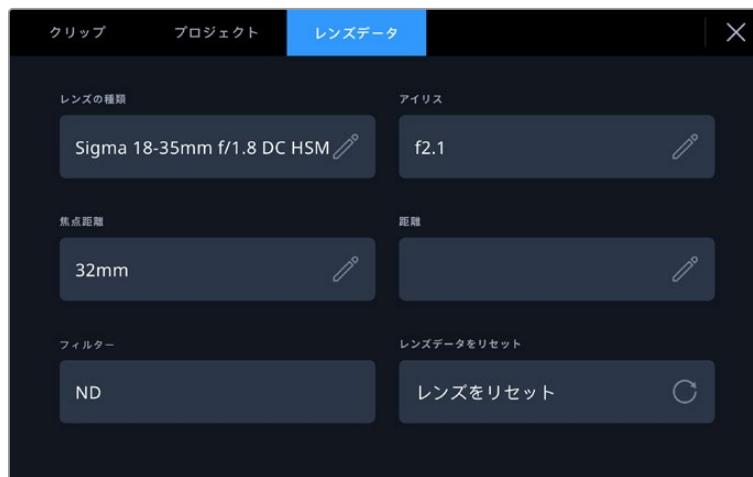 クリップ プロジェクト レンズデータ
レンズの種類 アイリス
Sigma 18-35mm f/1.8 DC HSM f2.1
焦点距離 距離
32mm
フィルター レンズデータをリセット
ND レンズをリセット